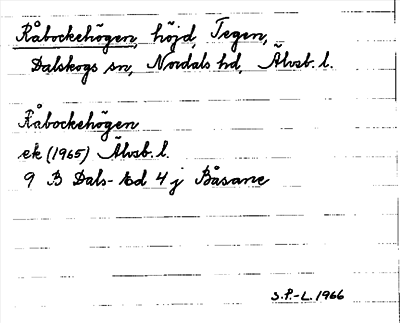 Råbockehögen, höjd, Tegen,
Dalskogs sn, Nordals hd, Älvsb. l.
Råbockehögen
ek (1965) Älvsb. l.
9 B Dals-Ed 4 j Båsane
S.P.-L. 1966